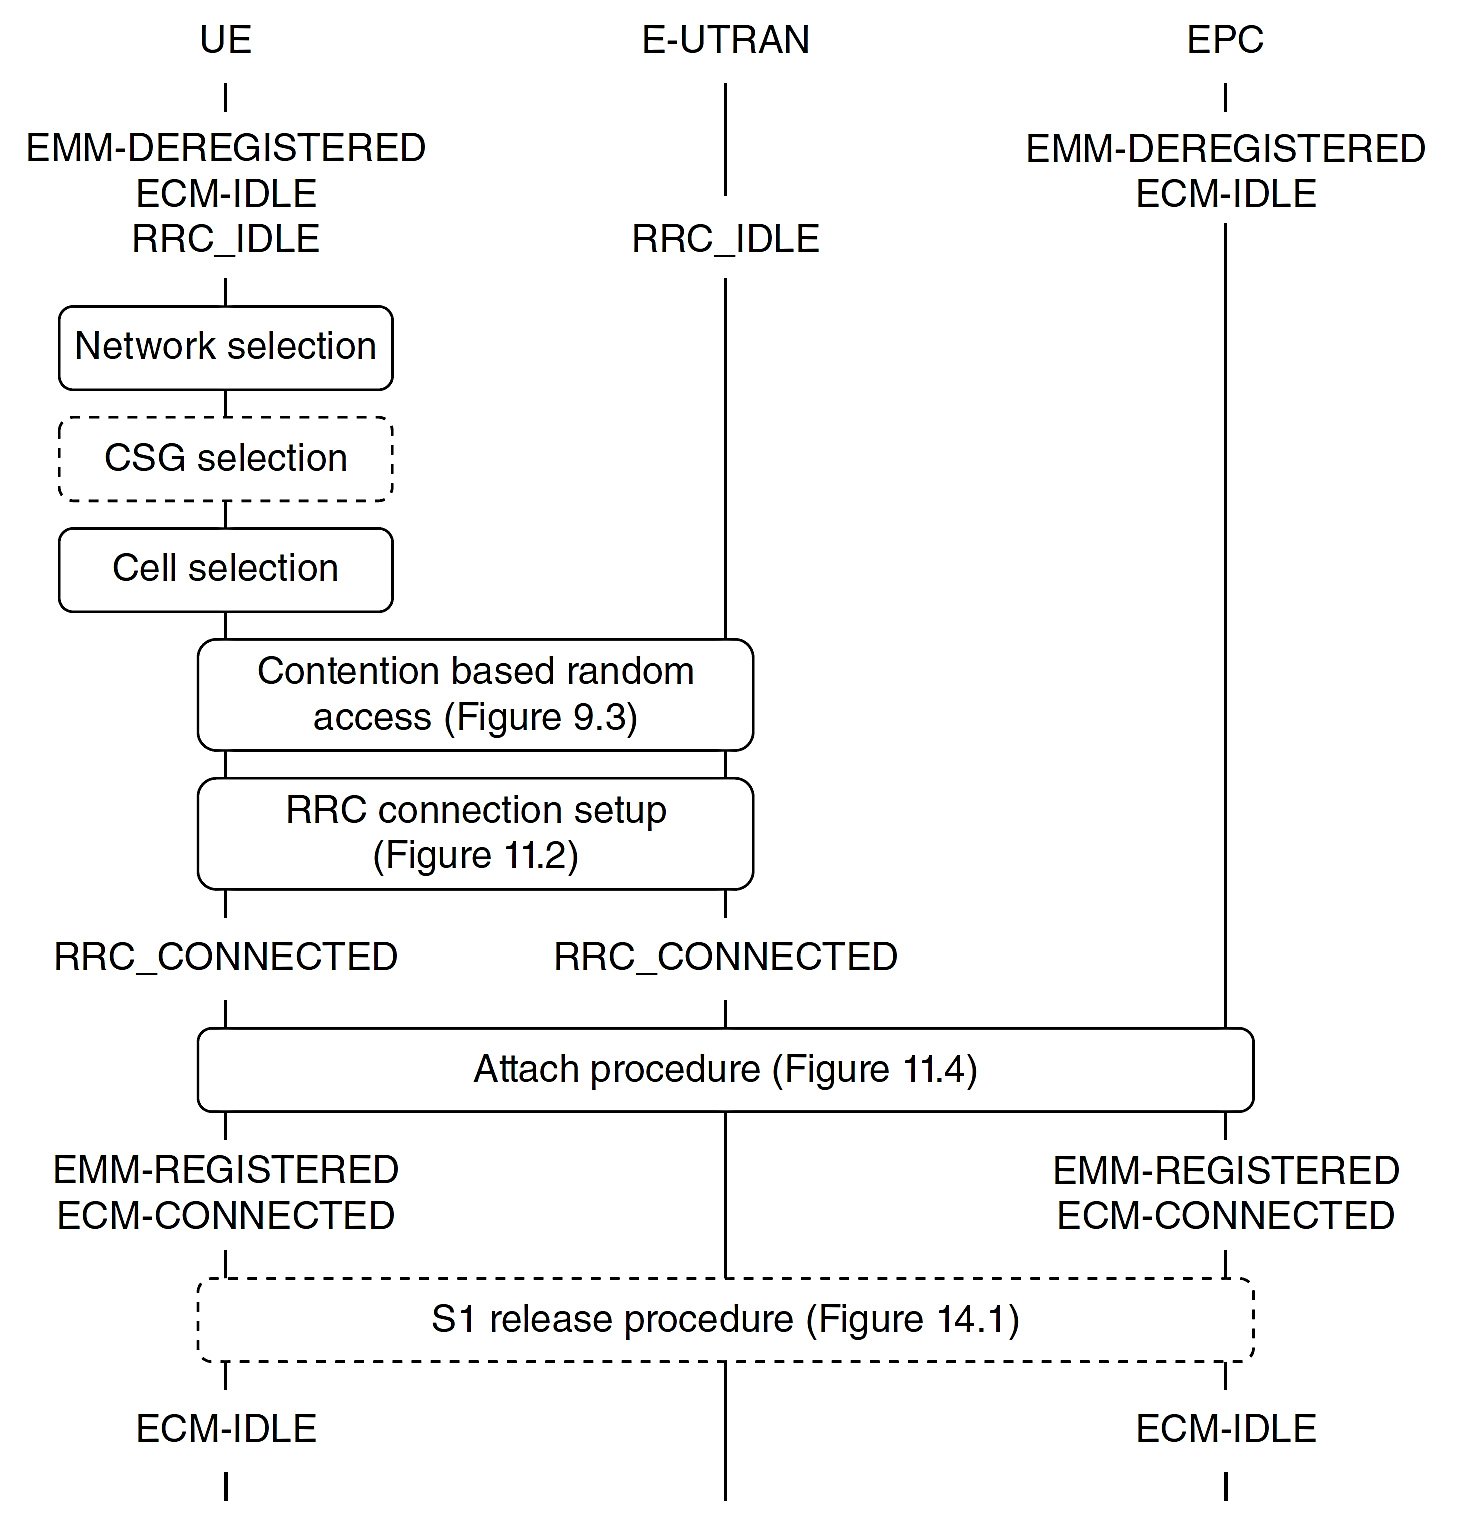 UE
E-UTRAN
EPC
EMM-DEREGISTERED
ECM-IDLE
RRC_IDLE
RRC_IDLE
EMM-DEREGISTERED
ECM-IDLE
Network selection
CSG selection
Cell selection
Contention based random
access (Figure 9.3)
RRC connection setup
(Figure 11.2)
RRC_CONNECTED
RRC_CONNECTED
Attach procedure (Figure 11.4)
EMM-REGISTERED
ECM-CONNECTED
EMM-REGISTERED
ECM-CONNECTED
S1 release procedure (Figure 14.1)
ECM-IDLE
ECM-IDLE